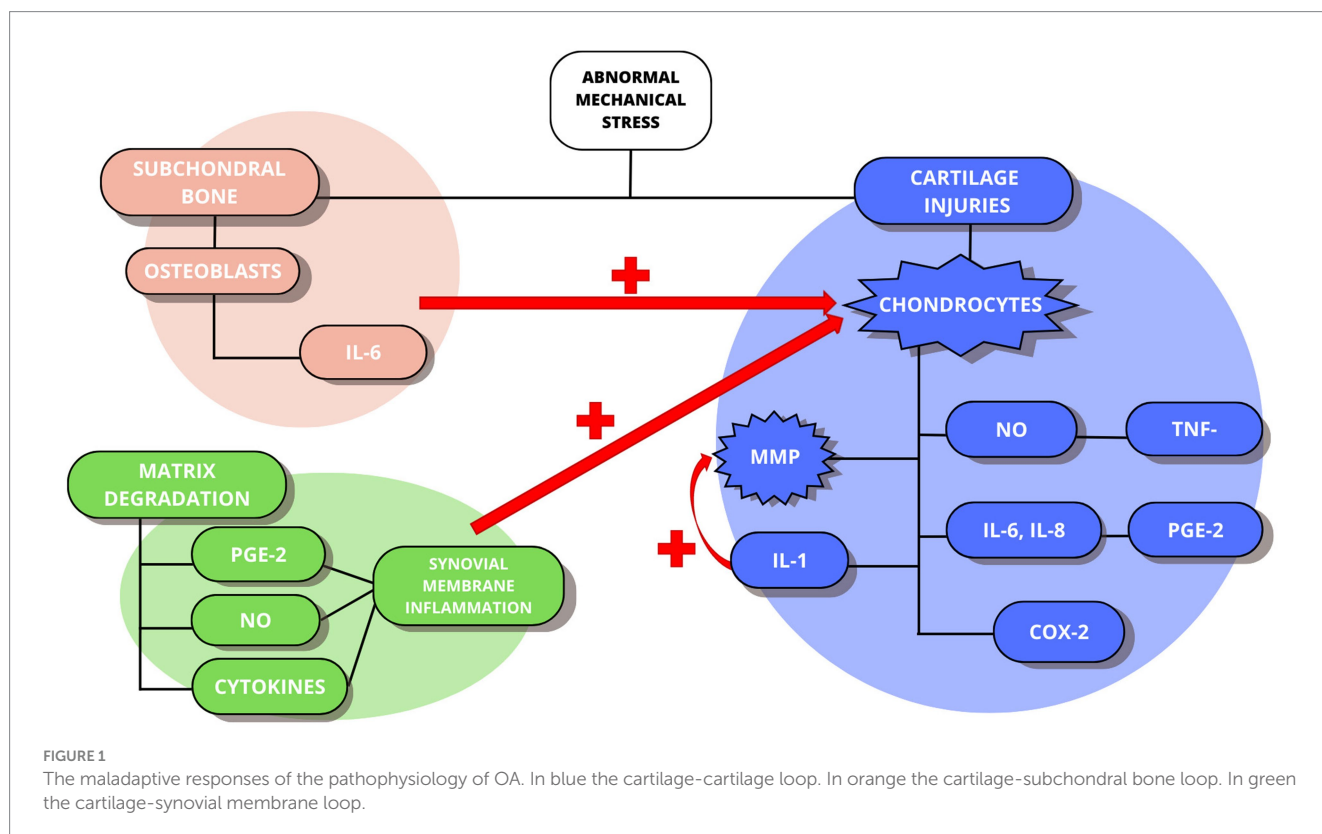 ABNORMAL
MECHANICAL
STRESS
SUBCHONDRAL
BONE
OSTEOBLASTS
IL-6
CARTILAGE
INJURIES
CHONDROCYTES
MMP
IL-1
NO
TNF-
IL-6, IL-8
PGE-2
COX-2
MATRIX
DEGRADATION
PGE-2
NO
CYTOKINES
SYNOVIAL
MEMBRANE
INFLAMMATION
FIGURE 1
The maladaptive responses of the pathophysiology of OA. In blue the cartilage-cartilage loop. In orange the cartilage-subchondral bone loop. In green
the cartilage-synovial membrane loop.